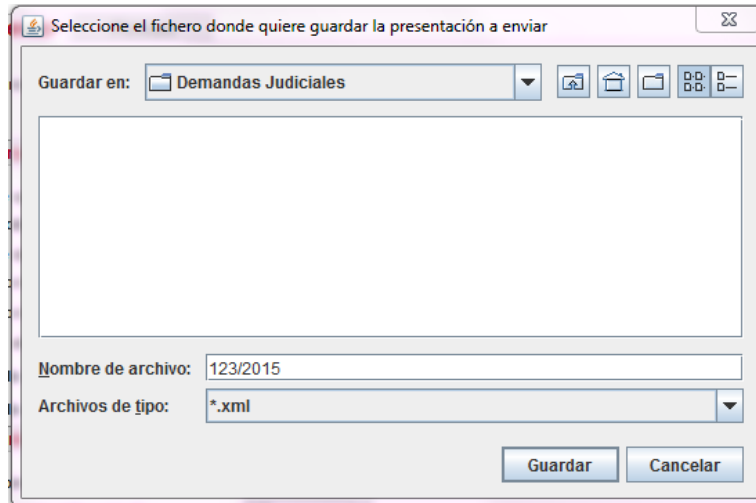 Seleccione el fichero donde quiere guardar la presentación a enviar
Guardar en: Demandas Judiciales
Nombre de archivo: 123/2015
Archivos de tipo: *.xml
Guardar Cancelar